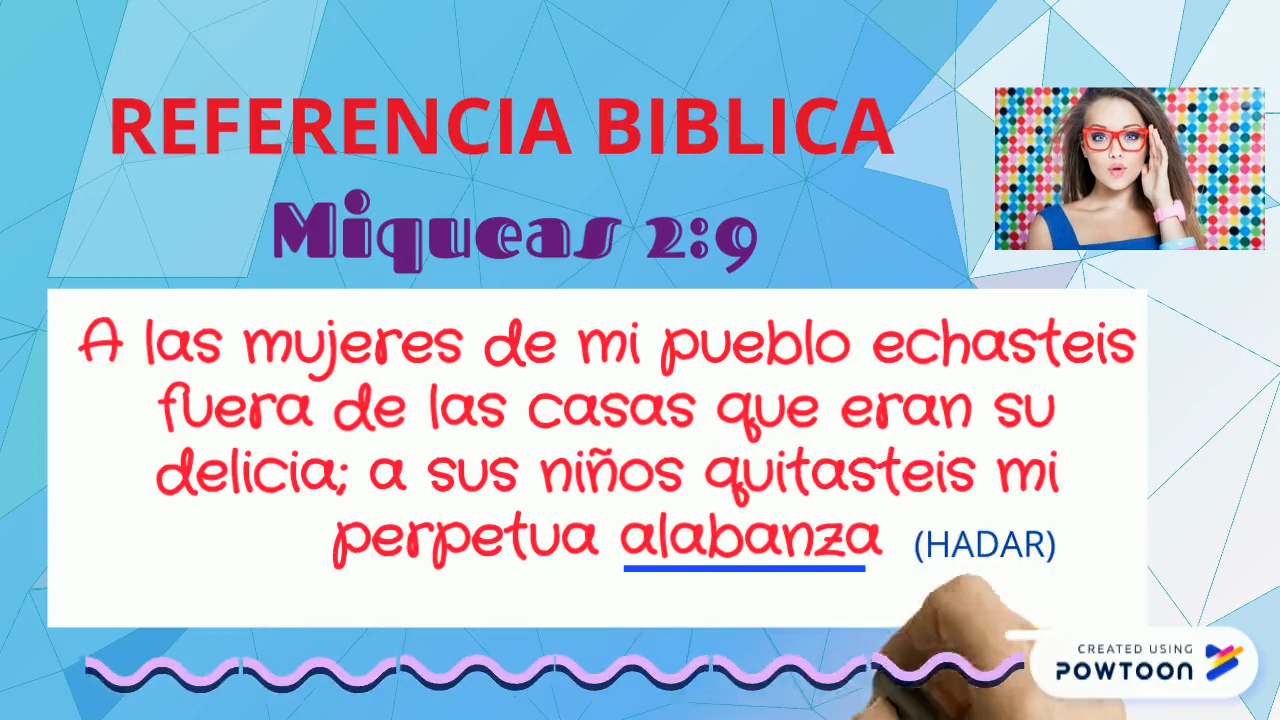 REFERENCIA BIBLICA
Miqueas 2:9
A las mujeres de mi pueblo echasteis
fuera de las casas que eran su
delicia; a sus niños quitasteis mi
perpetua alabanza (HADAR)
CREATED USING
POWTOON